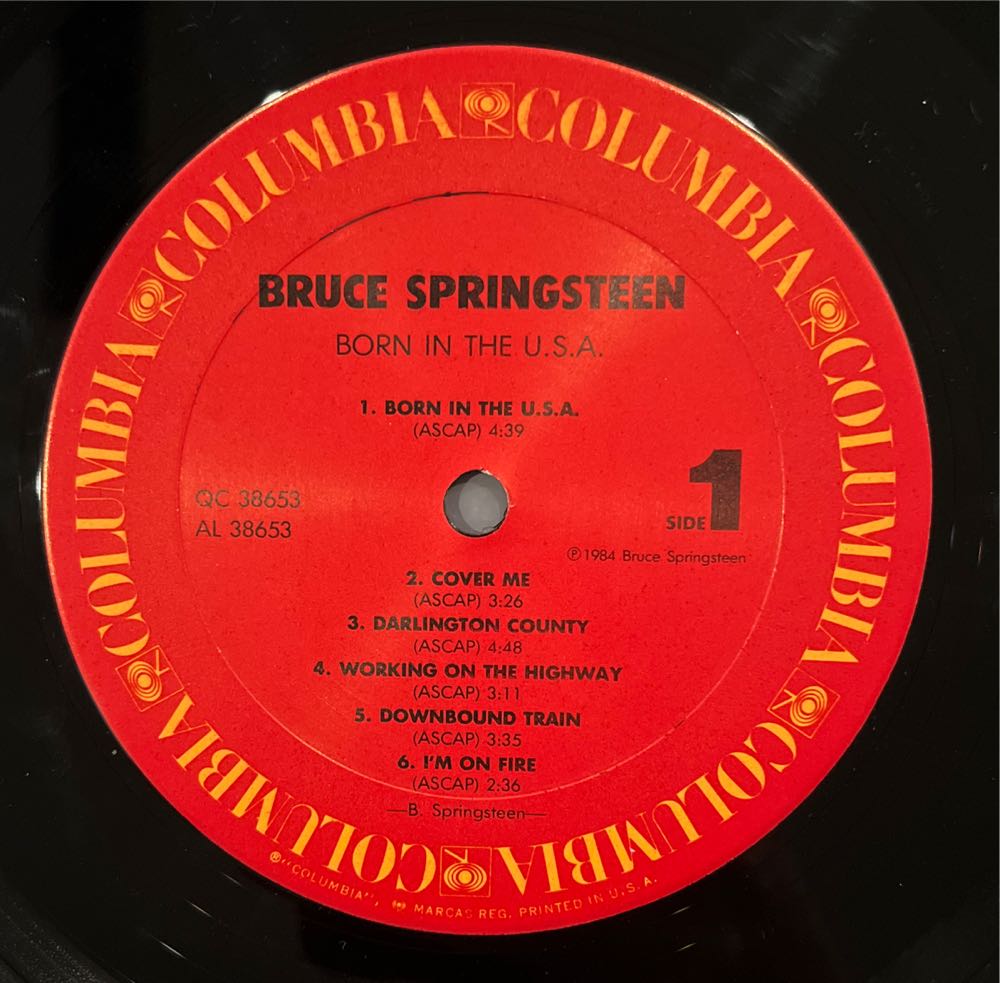 COLUMBIA COLUMBIA COLUMBIA COLUMBIA COLUMBIA COLUMBIA COLUMBIA COLUMBIA
BRUCE SPRINGSTEEN
BORN IN THE U.S.A.
1. BORN IN THE U.S.A.
(ASCAP) 4:39
QC 38653
AL 38653
SIDE 1
℗ 1984 Bruce Springsteen
2. COVER ME
(ASCAP) 3:26
3. DARLINGTON COUNTY
(ASCAP) 4:48
4. WORKING ON THE HIGHWAY
(ASCAP) 3:11
5. DOWNBOUND TRAIN
(ASCAP) 3:35
6. I'M ON FIRE
(ASCAP) 2:36
—B. Springsteen—
® "COLUMBIA", MARCAS REG. PRINTED IN U.S.A.